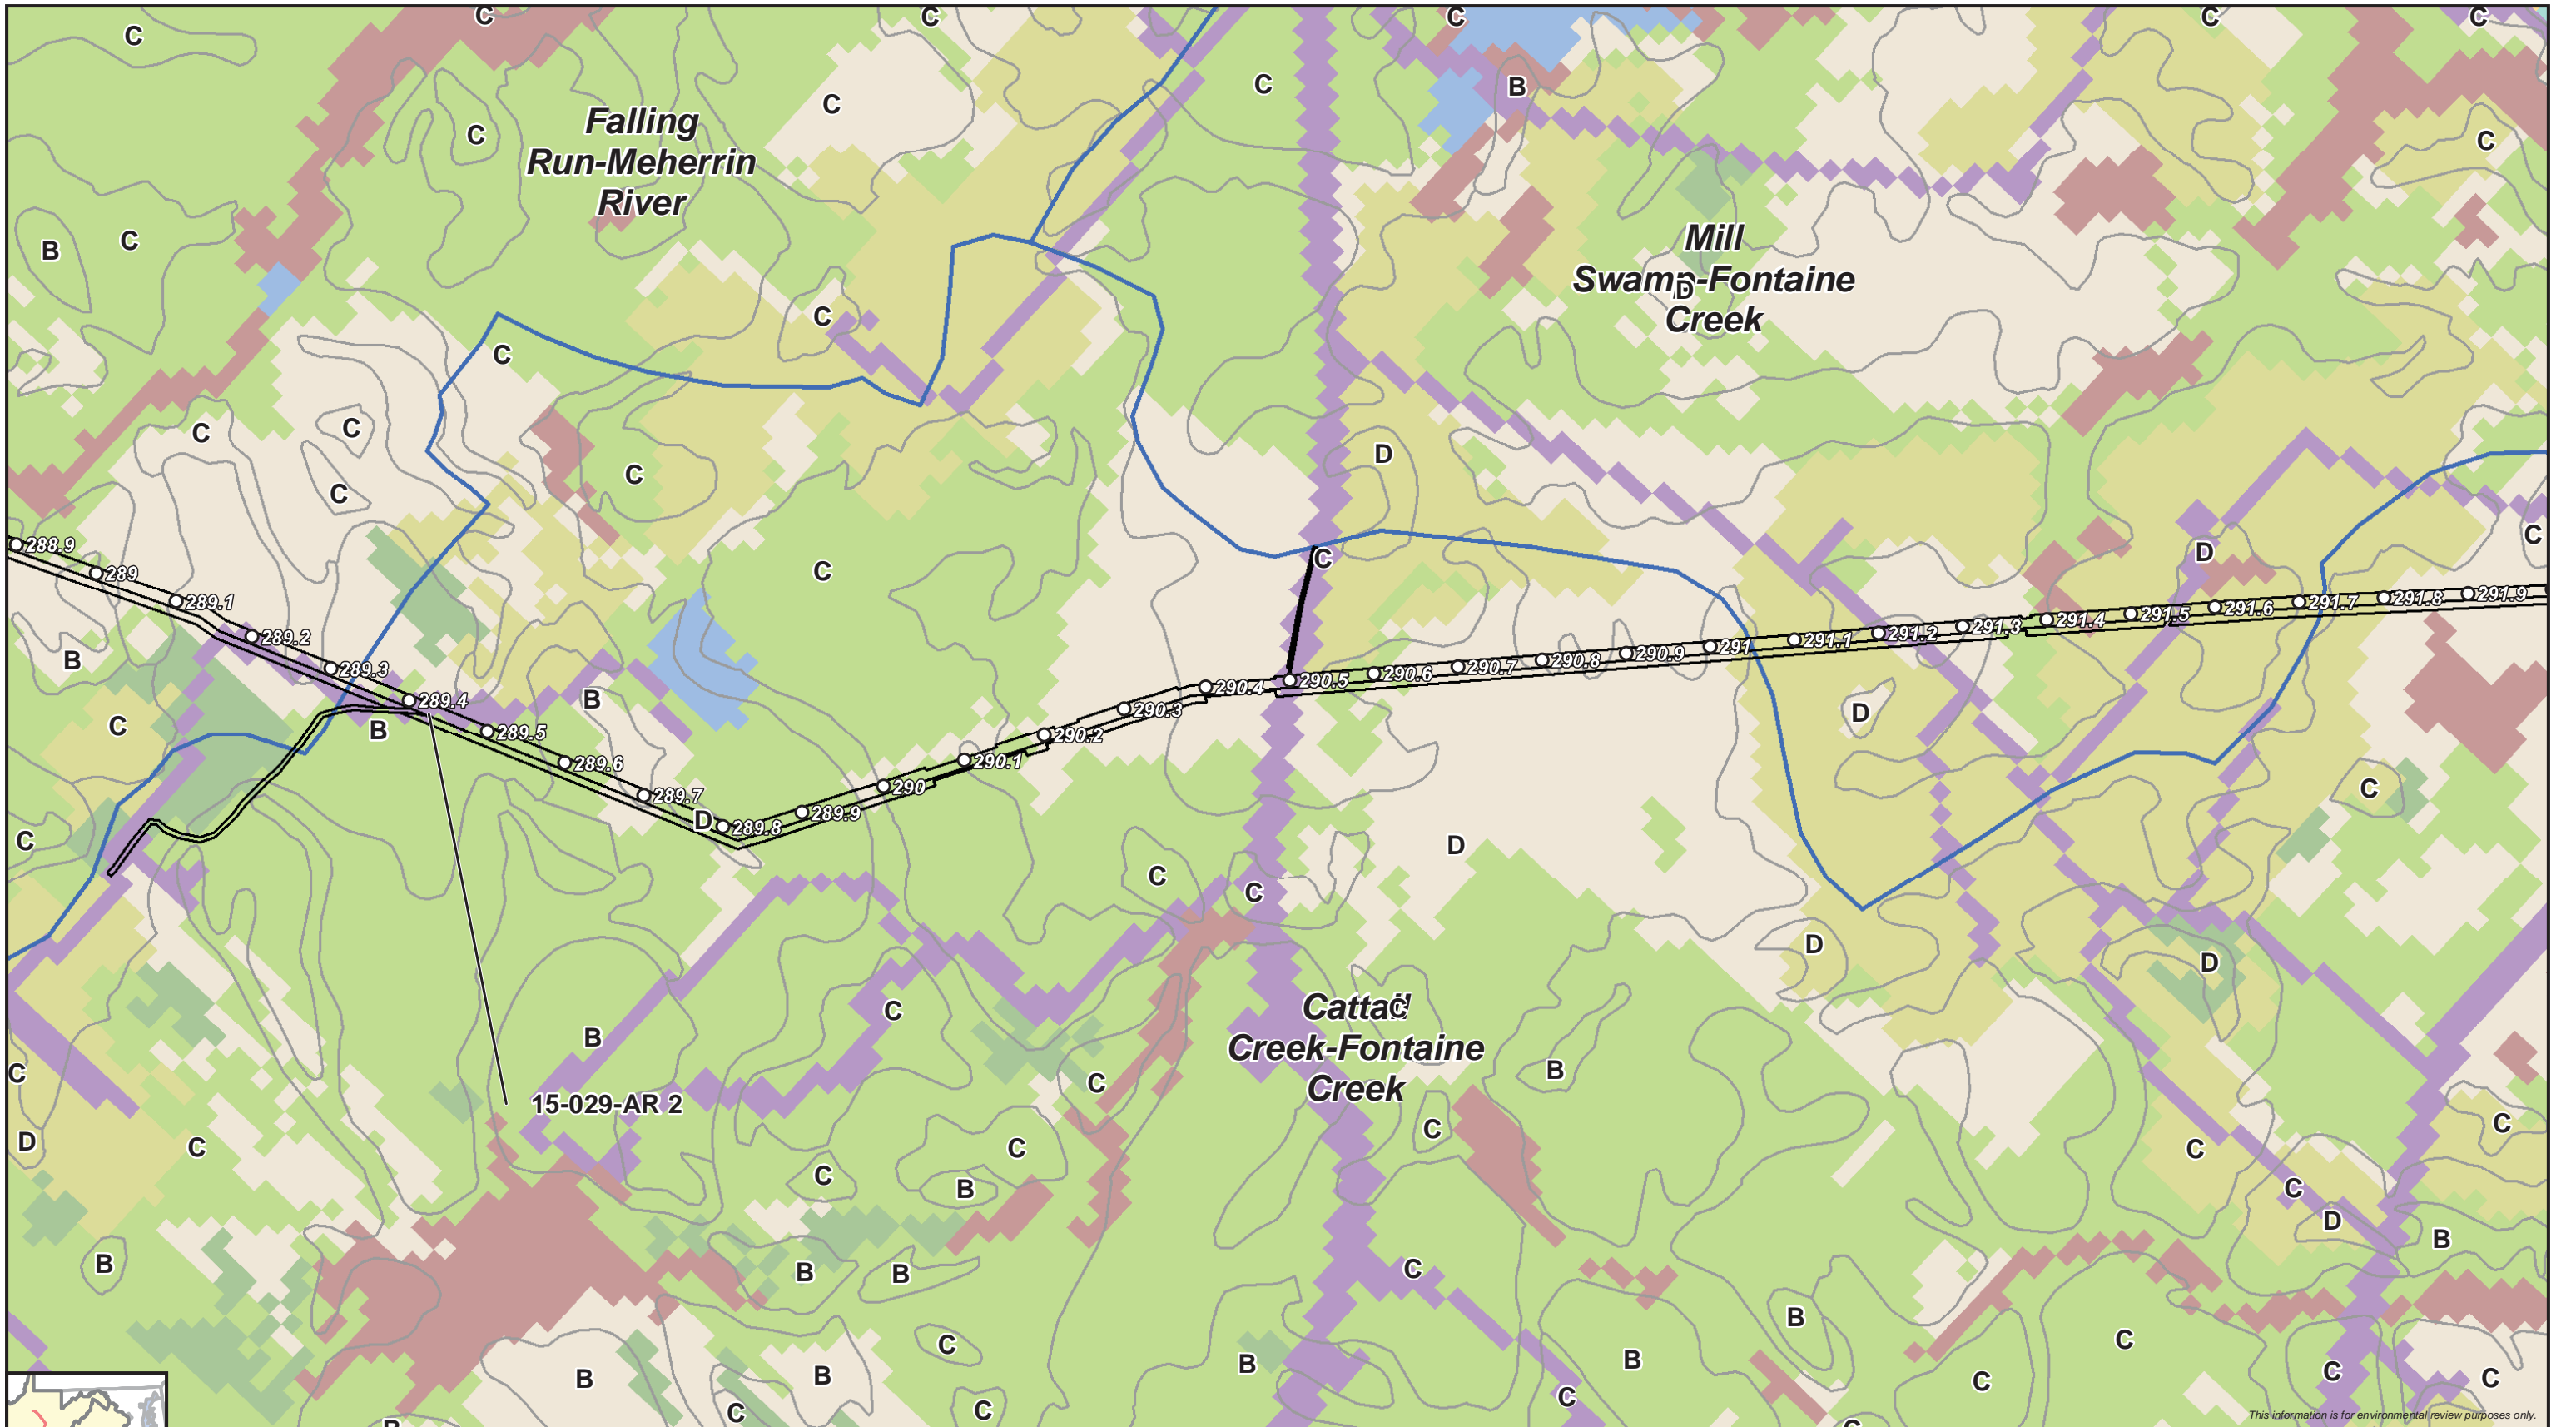 C C C C C C
C C B C
Falling
Run-Meherrin
River
C C
B C
Mill
Swamp-Fontaine
Creek
D
C
C
C C D
C C
C C D C
288.9
289
289.1
289.2
289.3
289.4
289.5
289.6
289.7
289.8
289.9
290
290.1
290.2
290.3
290.4
290.5
290.6
290.7
290.8
290.9
291
291.1
291.2
291.3
291.4
291.5
291.6
291.7
291.8
291.9
B B
C B D
D C
C D
C C
D D
Cattail
Creek-Fontaine
Creek
C
C B
C C B
15-029-AR 2
C C
D C C C
C B C
D B
B B B C
B
C B B C
B B C C C
B C C C
This information is for environmental review purposes only.